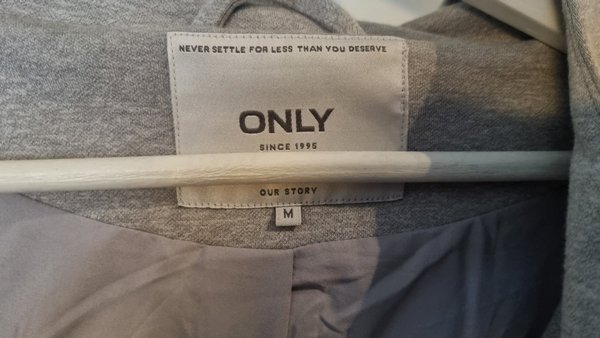 NEVER SETTLE FOR LESS THAN YOU DESERVE
ONLY
SINCE 1995
OUR STORY
M